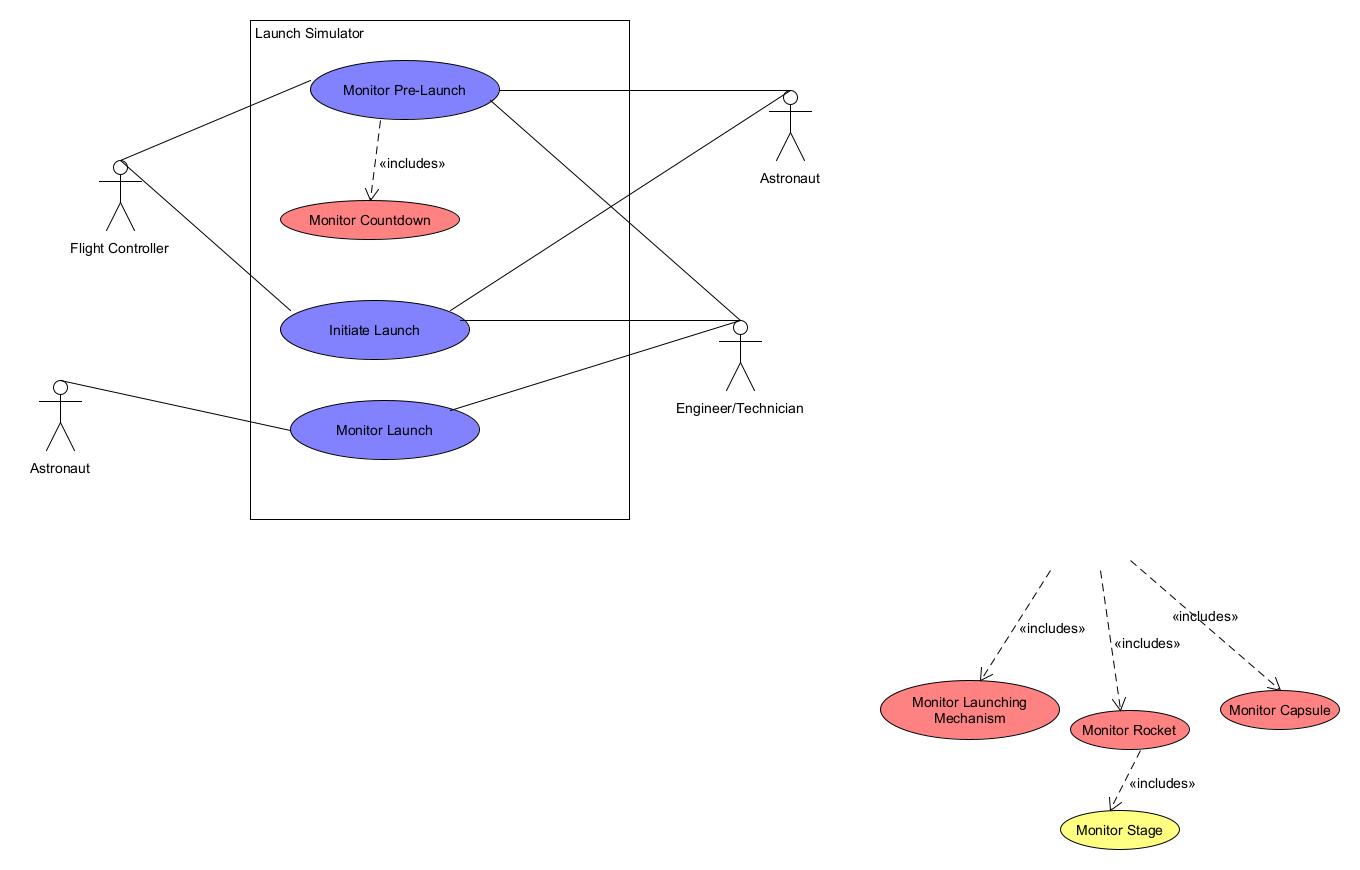 Launch Simulator
Monitor Pre-Launch
«includes»
Astronaut
Monitor Countdown
Flight Controller
Initiate Launch
Engineer/Technician
Monitor Launch
Astronaut
«includes»
«includes»
«includes»
Monitor Launching
Mechanism
Monitor Rocket
Monitor Capsule
«includes»
Monitor Stage